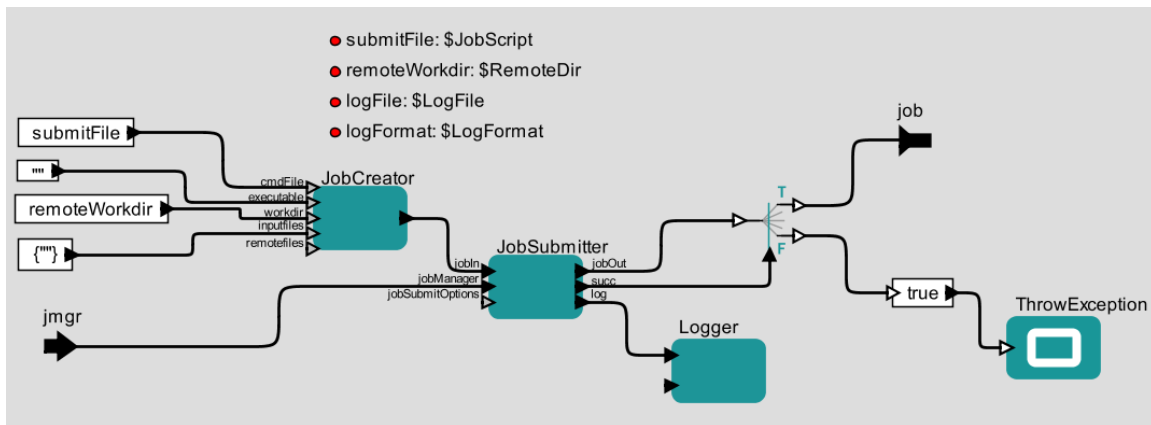 submitFile: $JobScript
remoteWorkdir: $RemoteDir
logFile: $LogFile
logFormat: $LogFormat
submitFile
""
remoteWorkdir
{""}
JobCreator
cmdFile
executable
workdir
inputfiles
remotefiles
jmgr
JobSubmitter
jobIn
jobManager
jobSubmitOptions
jobOut
succ
log
Logger
T
F
job
true
ThrowException